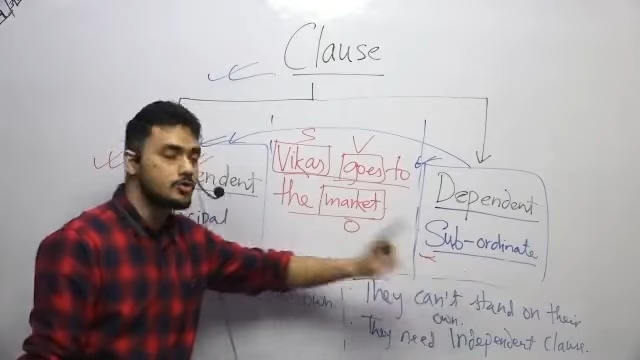 Clause
S V
Vikas goes to
the market
O
Dependent
Sub-ordinate
own.
They can't stand on their
own.
They need Independent Clause.